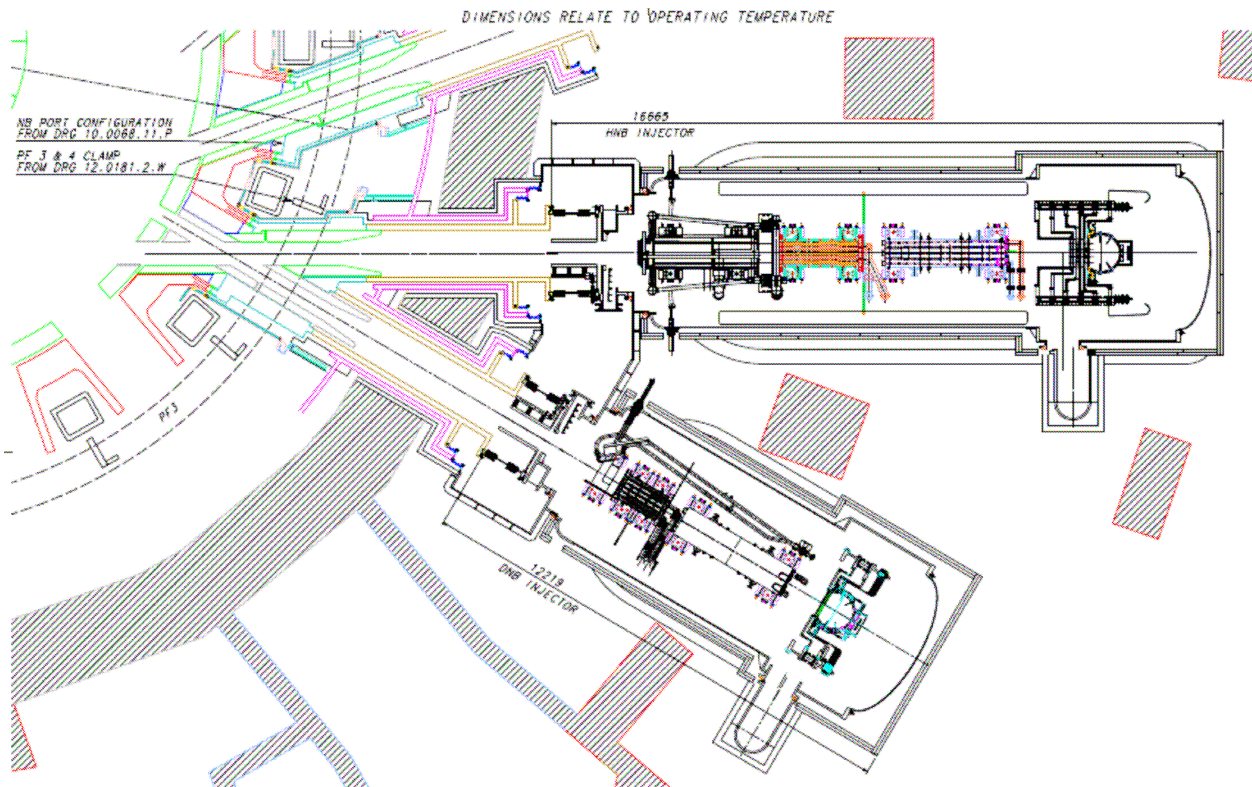 DIMENSIONS RELATE TO OPERATING TEMPERATURE
NB PORT CONFIGURATION
FROM DRG 10.0068.11.P
PF 3 & 4 CLAMP
FROM DRG 12.0181.2.W
16665
HNB INJECTOR
PF3
12219
DNB INJECTOR